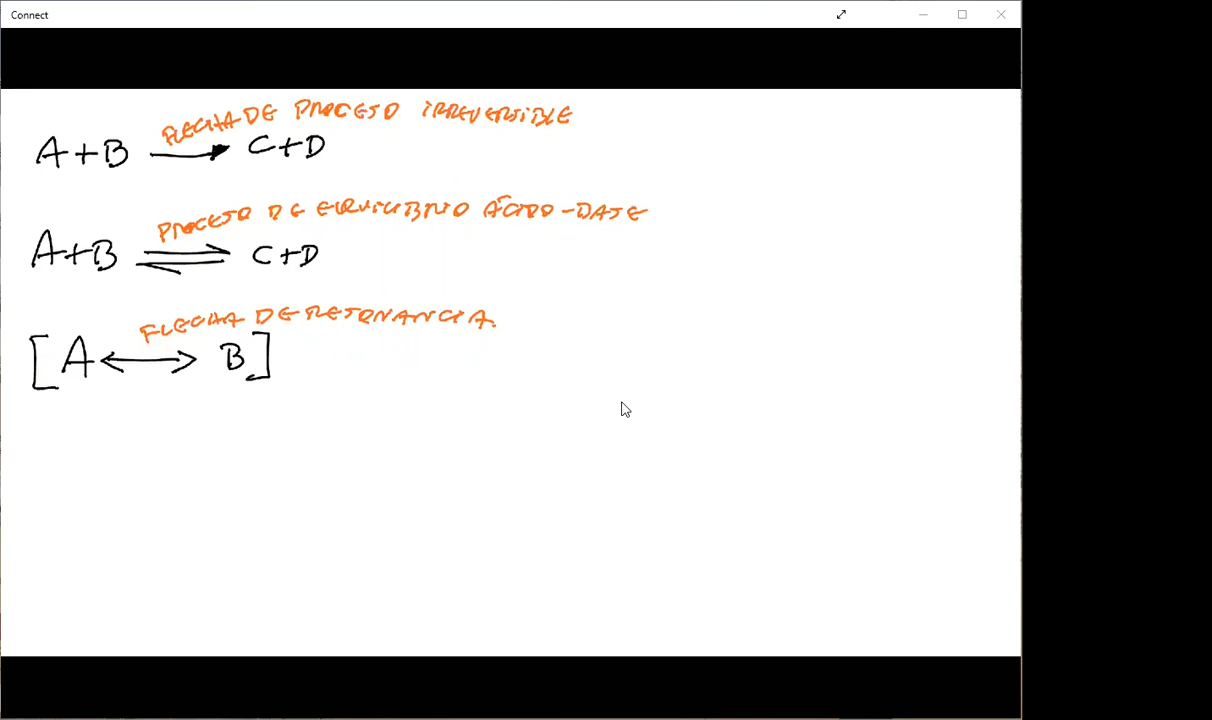 Connect
FLECHA DE PROCESO IRREVERSIBLE
A+B → C+D
PROCESO DE EQUILIBRIO ÁCIDO-BASE
A+B ⇌ C+D
FLECHA DE RESONANCIA.
[A ↔ B]